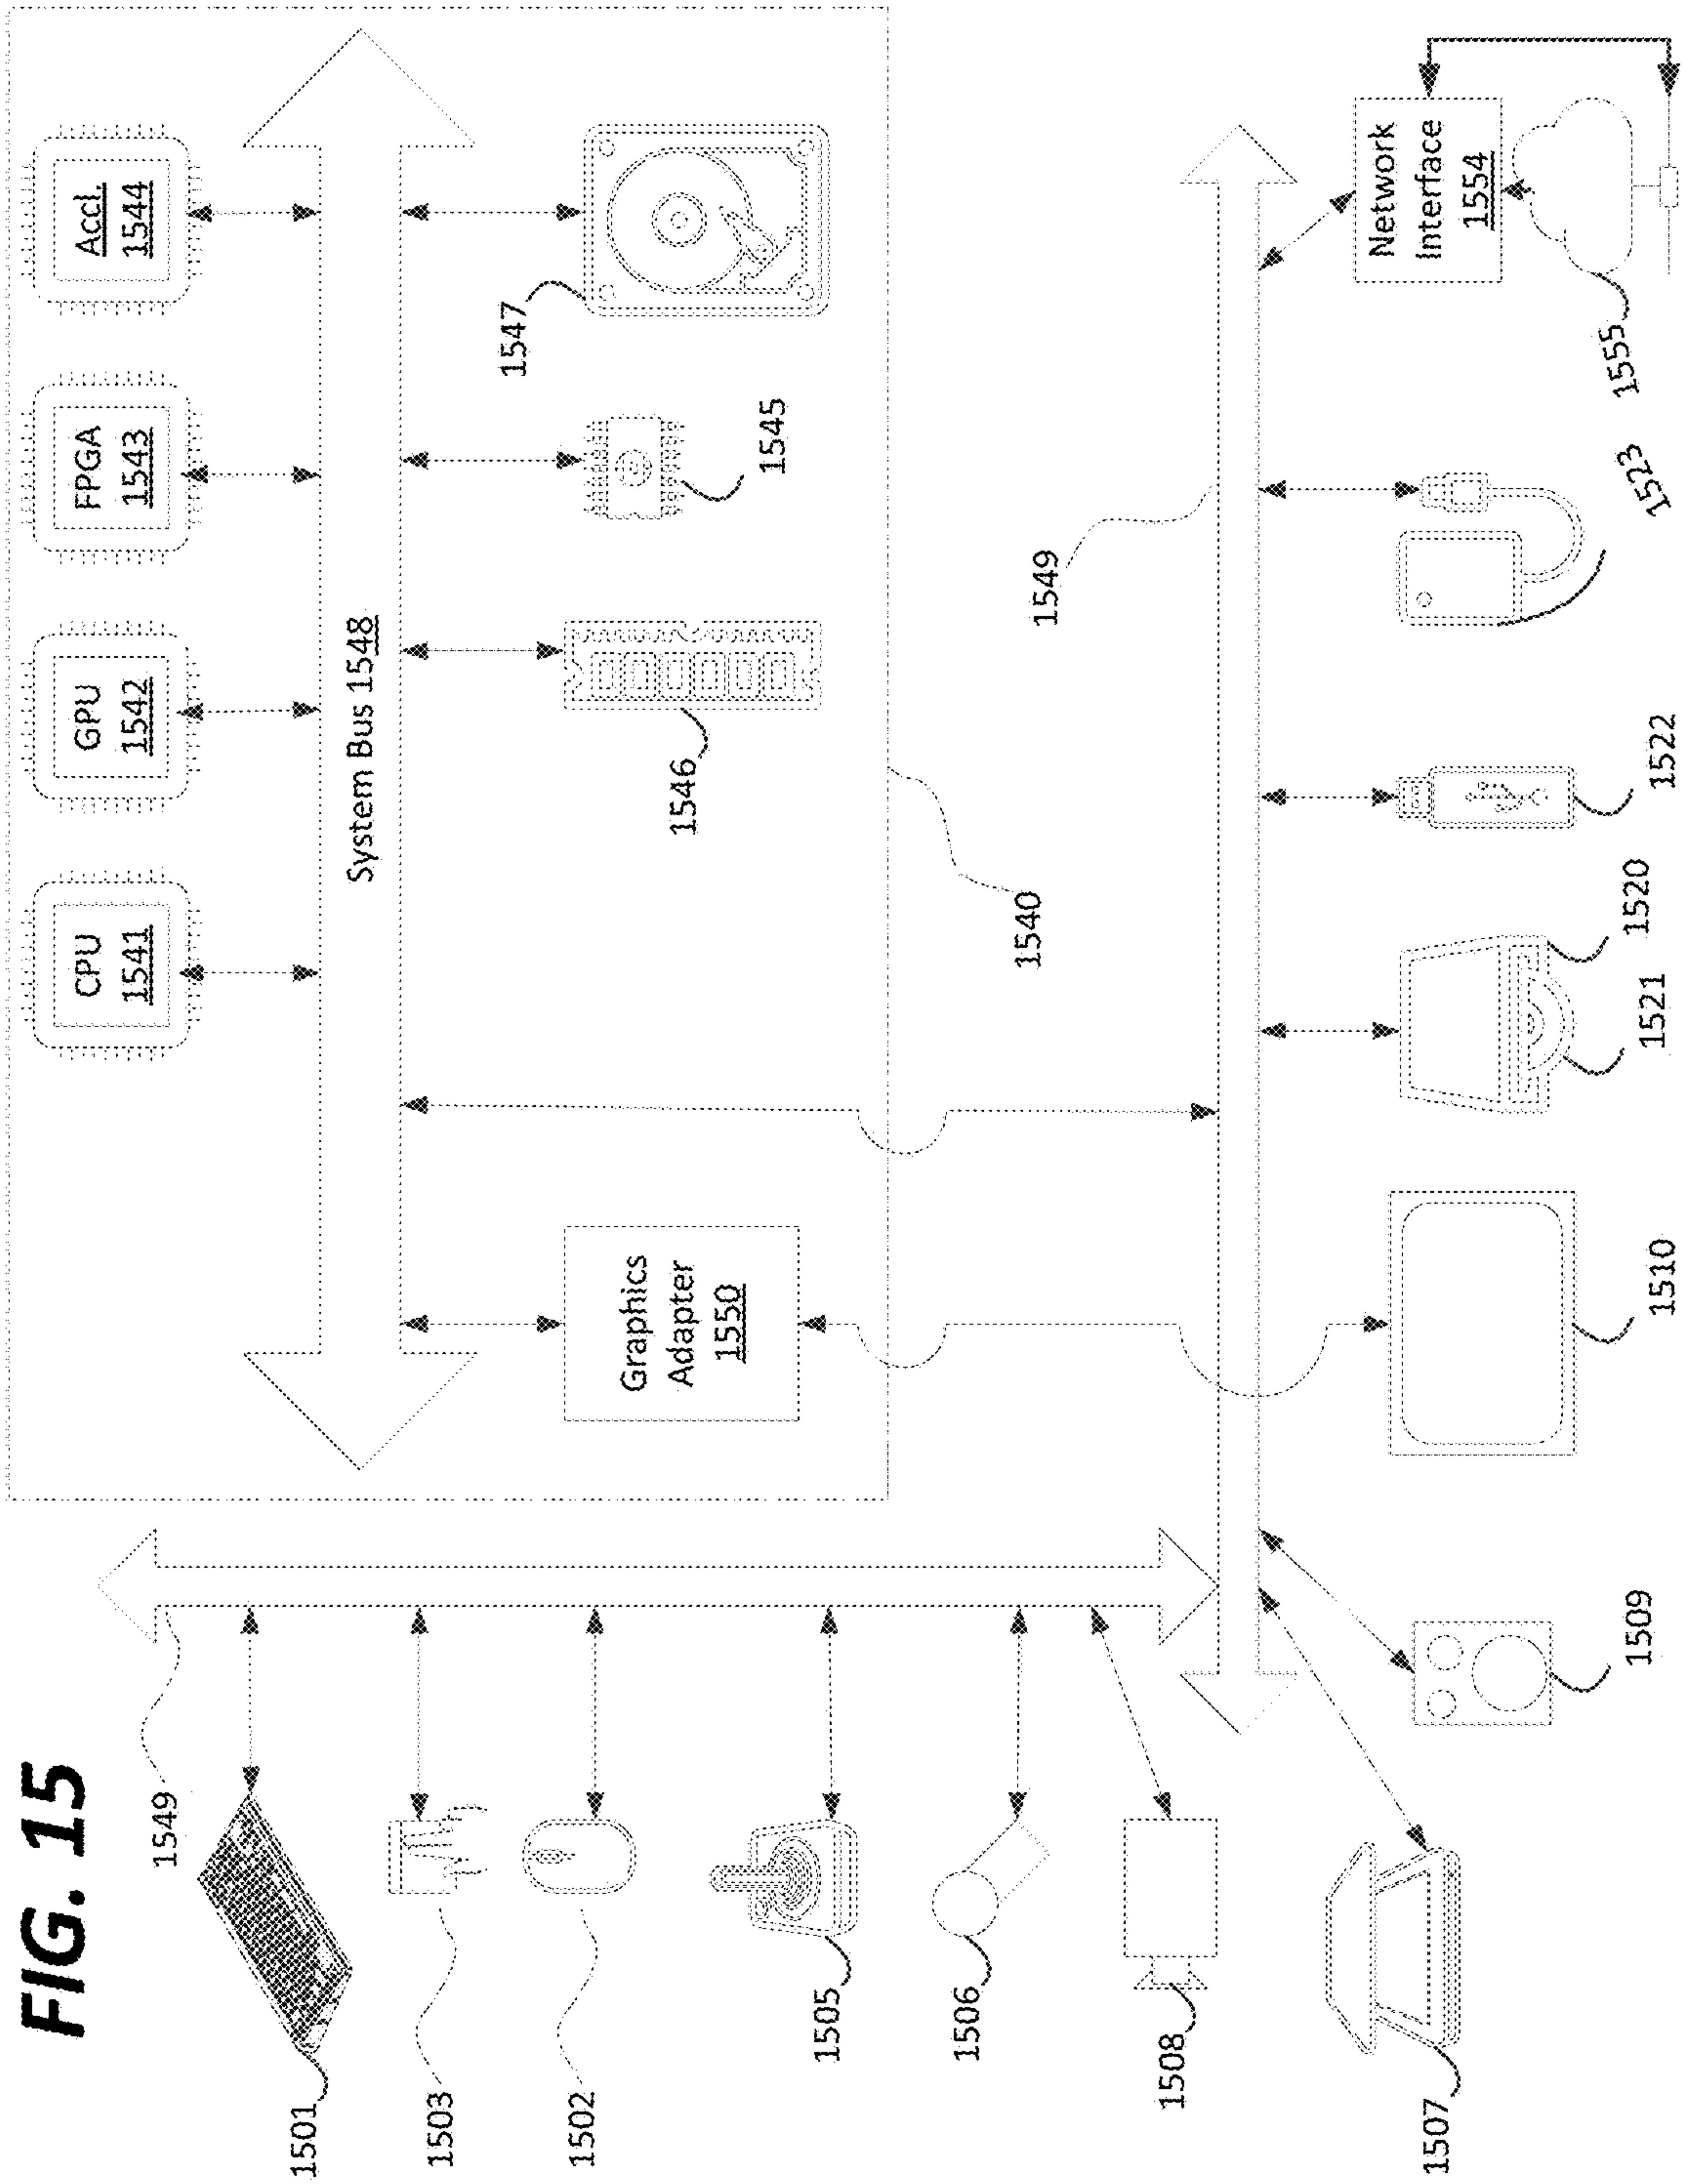 FIG. 15
CPU
1541
GPU
1542
FPGA
1543
Accl.
1544
System Bus 1548
1549
1501
1503
1502
1505
1506
1508
1507
Graphics
Adapter
1550
1546
1545
1547
1540
1549
1509
1510
1521
1520
1522
1523
1555
Network
Interface
1554